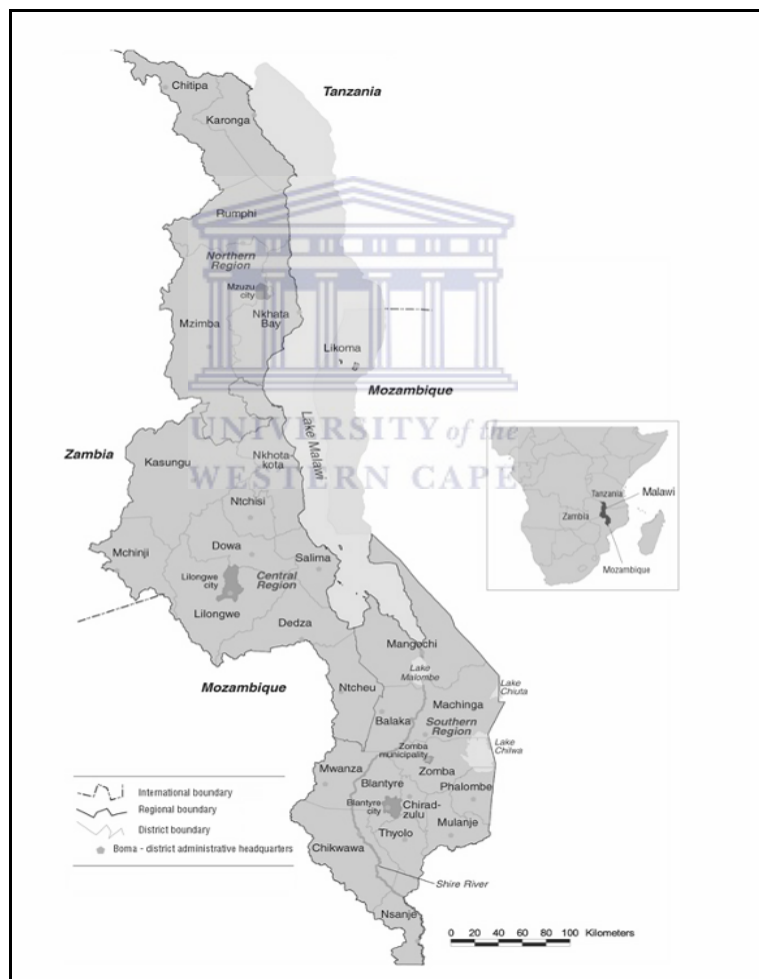 Chitipa
Tanzania
Karonga
Rumphi
Northern
Region
Mzuzu
city
Nkhata
Bay
Mzimba
Likoma
Mozambique
Lake Malawi
UNIVERSITY of the
WESTERN CAPE
Zambia
Kasungu
Nkhota-
kota
Ntchisi
Mchinji
Dowa
Salima
Lilongwe
city
Central
Region
Lilongwe
Dedza
Tanzania
Malawi
Zambia
Mozambique
Mangochi
Lake
Malombe
Mozambique
Ntcheu
Lake
Chiuta
Machinga
Balaka
Southern
Region
Lake
Chilwa
Zomba
municipality
Mwanza
Zomba
Blantyre
Phalombe
Blantyre
city
Chirad-
zulu
Mulanje
Thyolo
Chikwawa
Shire River
Nsanje
International boundary
Regional boundary
District boundary
Boma - district administrative headquarters
0 20 40 60 80 100 Kilometers